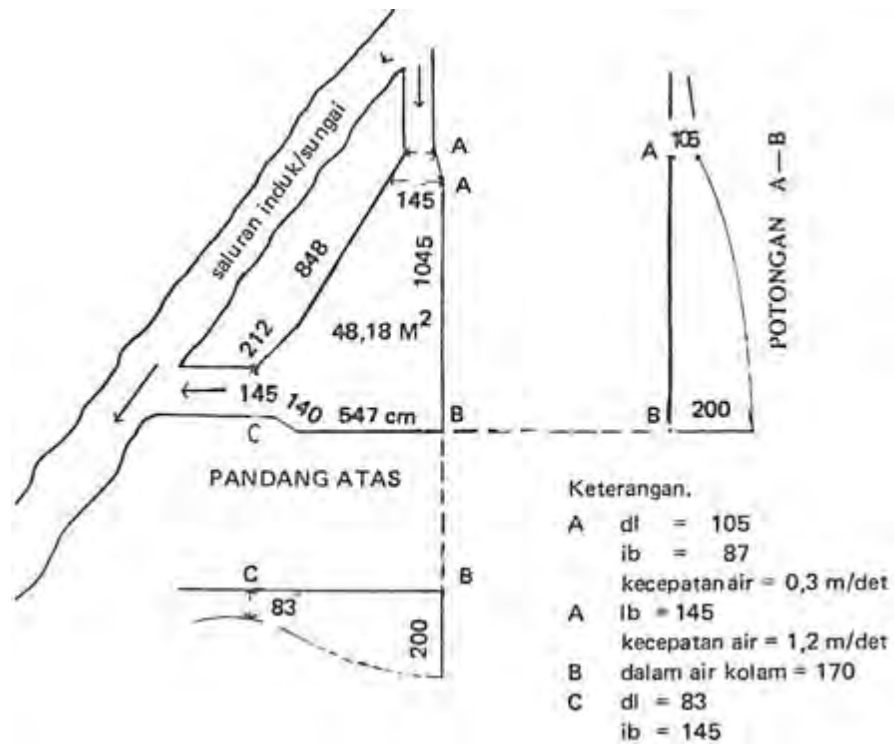 saluran induk/sungai
A
A
145
848
1045
212
48,18 M²
145
140
547 cm
B
C
PANDANG ATAS
A
105
B
200
POTONGAN A—B
C
B
83
200
Keterangan.
A dl = 105
ib = 87
kecepatan air = 0,3 m/det
A lb = 145
kecepatan air = 1,2 m/det
B dalam air kolam = 170
C dl = 83
ib = 145